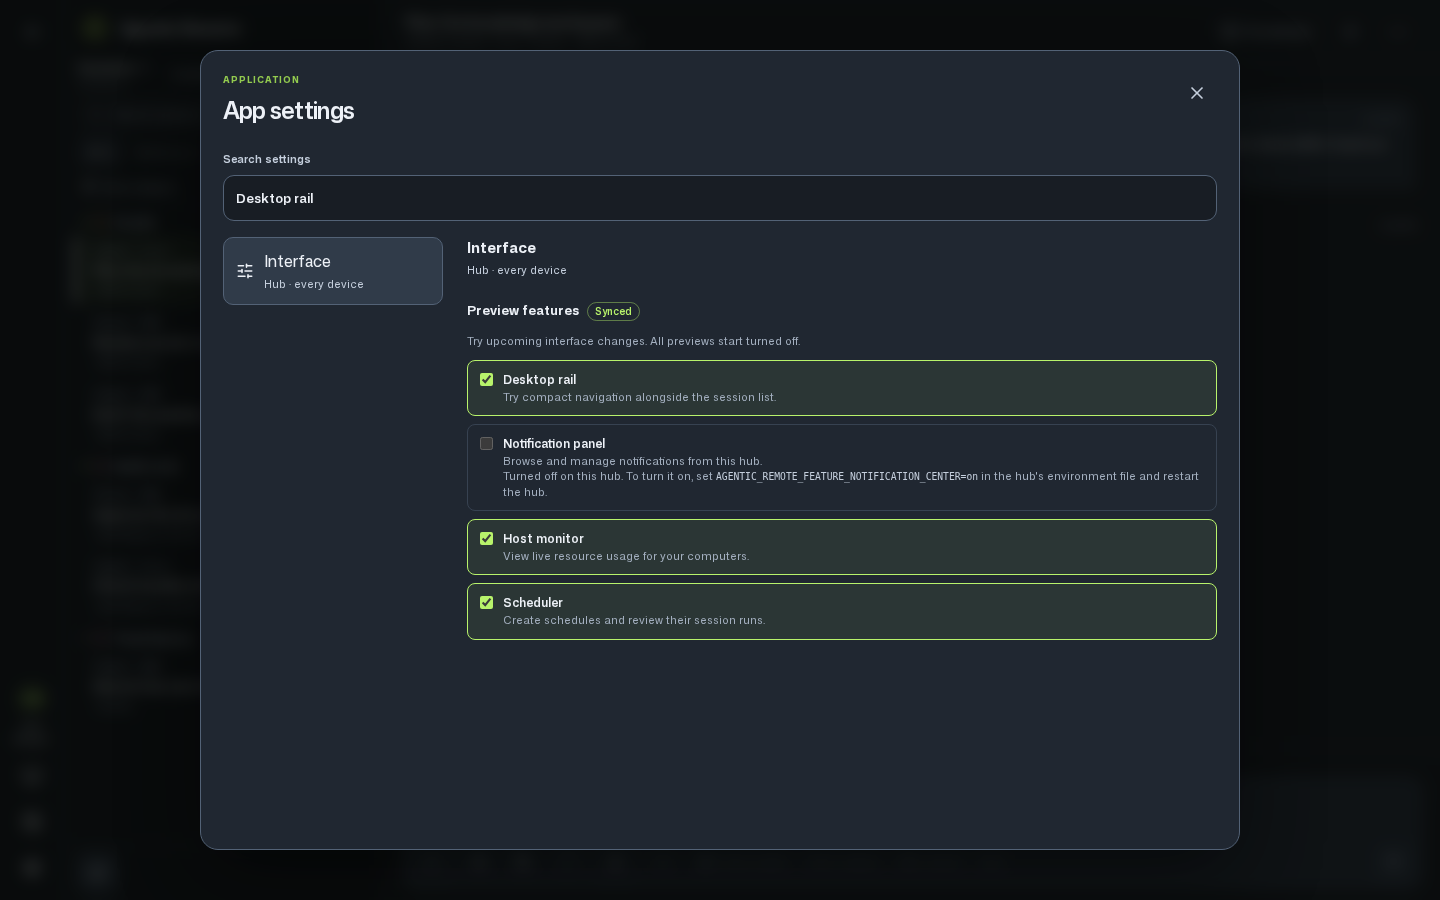 APPLICATION
App settings
Search settings
Desktop rail
Interface
Hub · every device
Interface
Hub · every device
Preview features Synced
Try upcoming interface changes. All previews start turned off.
Desktop rail
Try compact navigation alongside the session list.
Notification panel
Browse and manage notifications from this hub.
Turned off on this hub. To turn it on, set AGENTIC_REMOTE_FEATURE_NOTIFICATION_CENTER=on in the hub's environment file and restart
the hub.
Host monitor
View live resource usage for your computers.
Scheduler
Create schedules and review their session runs.